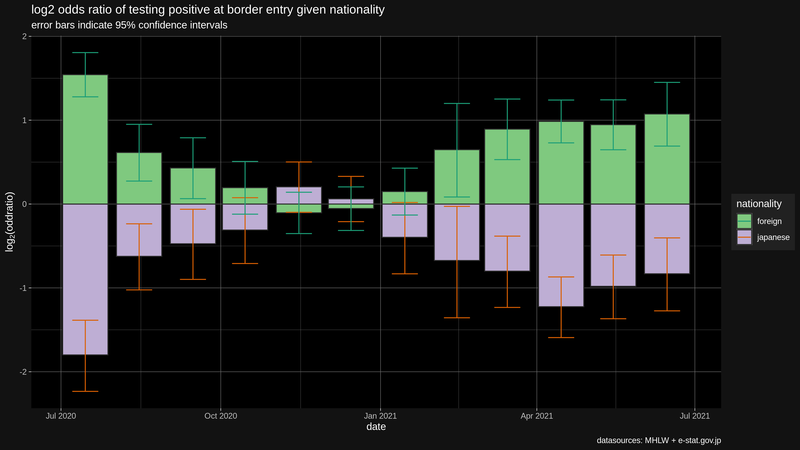 log2 odds ratio of testing positive at border entry given nationality
error bars indicate 95% confidence intervals
2
1
0
-1
-2
log₂(oddratio)
Jul 2020
Oct 2020
Jan 2021
Apr 2021
Jul 2021
date
nationality
foreign
japanese
datasources: MHLW + e-stat.gov.jp